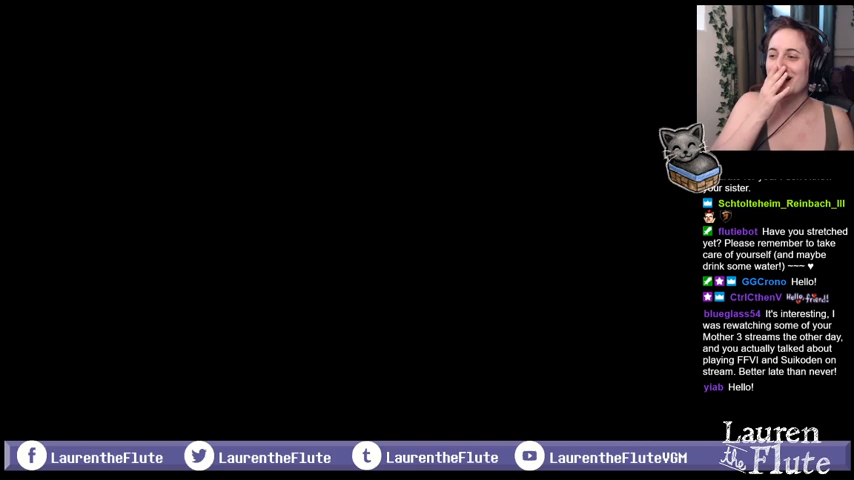 your sister.
Schtolteheim_Reinbach_III
flutiebot Have you stretched
yet? Please remember to take
care of yourself (and maybe
drink some water!) ~~~ ♥
GGCrono Hello!
CtrlCthenV Hello, friend!
blueglass54 It's interesting, I
was rewatching some of your
Mother 3 streams the other day,
and you actually talked about
playing FFVI and Suikoden on
stream. Better late than never!
yiab Hello!
Lauren
the Flute
LaurentheFlute
LaurentheFlute
LaurentheFlute
LaurentheFluteVGM